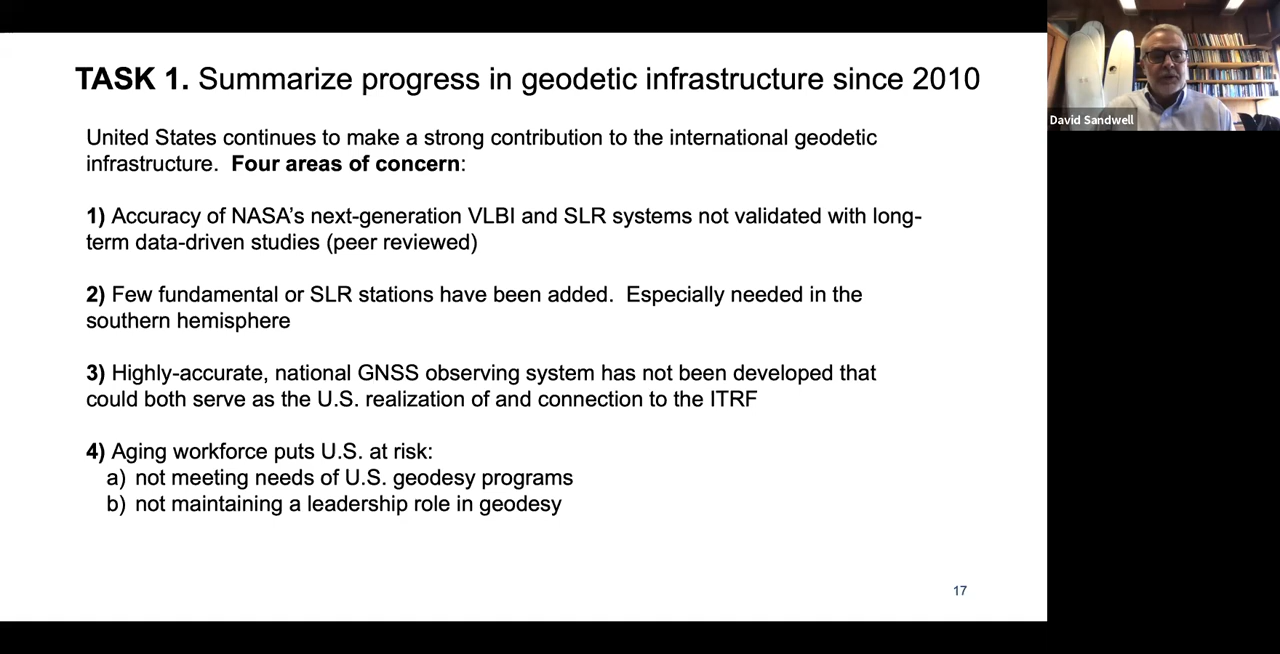 TASK 1. Summarize progress in geodetic infrastructure since 2010
David Sandwell
United States continues to make a strong contribution to the international geodetic
infrastructure. Four areas of concern:
1) Accuracy of NASA's next-generation VLBI and SLR systems not validated with long-
term data-driven studies (peer reviewed)
2) Few fundamental or SLR stations have been added. Especially needed in the
southern hemisphere
3) Highly-accurate, national GNSS observing system has not been developed that
could both serve as the U.S. realization of and connection to the ITRF
4) Aging workforce puts U.S. at risk:
a) not meeting needs of U.S. geodesy programs
b) not maintaining a leadership role in geodesy
17